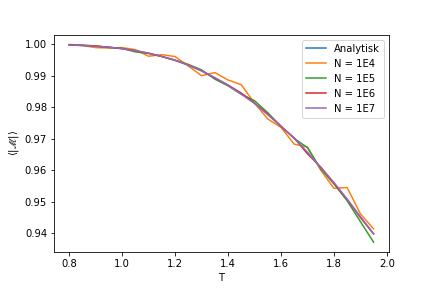 1.00
0.99
0.98
0.97
0.96
0.95
0.94
⟨|ℳ|⟩
0.8
1.0
1.2
1.4
1.6
1.8
2.0
T
Analytisk
N = 1E4
N = 1E5
N = 1E6
N = 1E7